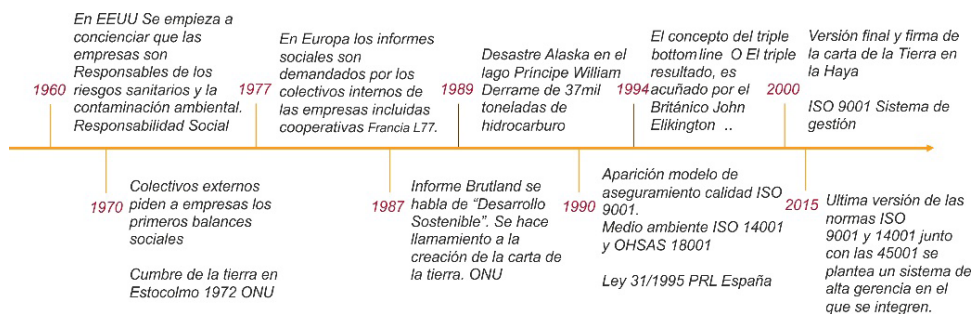 1960
En EEUU Se empieza a
concienciar que las
empresas son
Responsables de los
riesgos sanitarios y la
contaminación ambiental.
Responsabilidad Social
1970
Colectivos externos
piden a empresas los
primeros balances
sociales
Cumbre de la tierra en
Estocolmo 1972 ONU
1977
En Europa los informes
sociales son
demandados por los
colectivos internos de
las empresas incluidas
cooperativas Francia L77.
1987
Informe Brutland se
habla de “Desarrollo
Sostenible”. Se hace
llamamiento a la
creación de la carta de
la tierra. ONU
1989
Desastre Alaska en el
lago Príncipe William
Derrame de 37mil
toneladas de
hidrocarburo
1990
Aparición modelo de
aseguramiento calidad ISO
9001.
Medio ambiente ISO 14001
y OHSAS 18001
Ley 31/1995 PRL España
1994
El concepto del triple
bottom line O El triple
resultado, es
acuñado por el
Británico John
Elikington ..
2000
Versión final y firma de
la carta de la Tierra en
la Haya
ISO 9001 Sistema de
gestión
2015
Ultima versión de las
normas ISO
9001 y 14001 junto
con las 45001 se
plantea un sistema de
alta gerencia en el
que se integren.